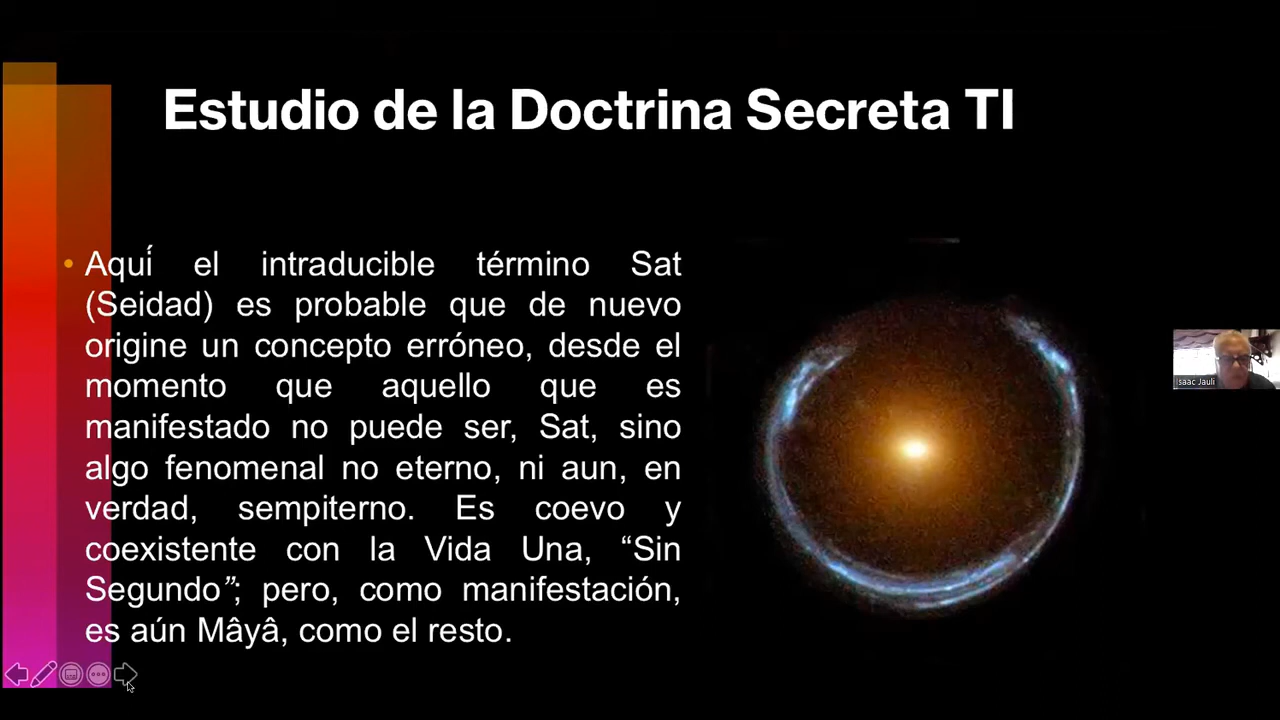 Estudio de la Doctrina Secreta TI
• Aquí el intraducible término Sat
(Seidad) es probable que de nuevo
origine un concepto erróneo, desde el
momento que aquello que es
manifestado no puede ser, Sat, sino
algo fenomenal no eterno, ni aun, en
verdad, sempiterno. Es coevo y
coexistente con la Vida Una, “Sin
Segundo”; pero, como manifestación,
es aún Mâyâ, como el resto.
Isaac Jauli